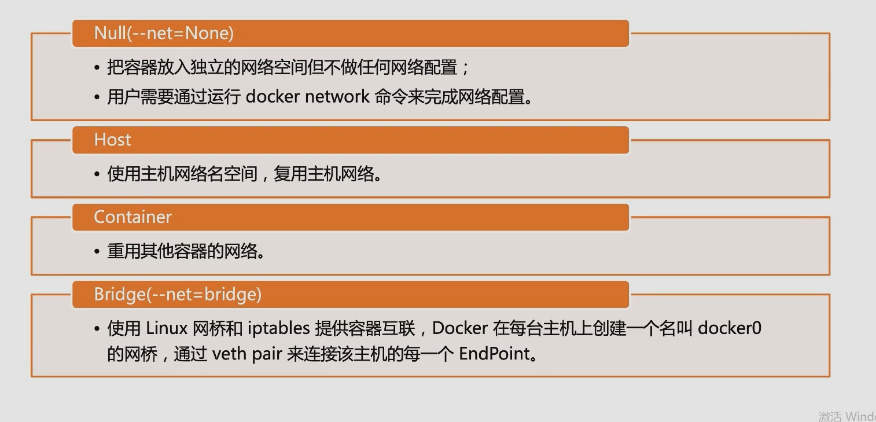 Null(--net=None)
• 把容器放入独立的网络空间但不做任何网络配置；
• 用户需要通过运行 docker network 命令来完成网络配置。
Host
• 使用主机网络名空间，复用主机网络。
Container
• 重用其他容器的网络。
Bridge(--net=bridge)
• 使用 Linux 网桥和 iptables 提供容器互联，Docker 在每台主机上创建一个名叫 docker0
的网桥，通过 veth pair 来连接该主机的每一个 EndPoint。
激活 Windo